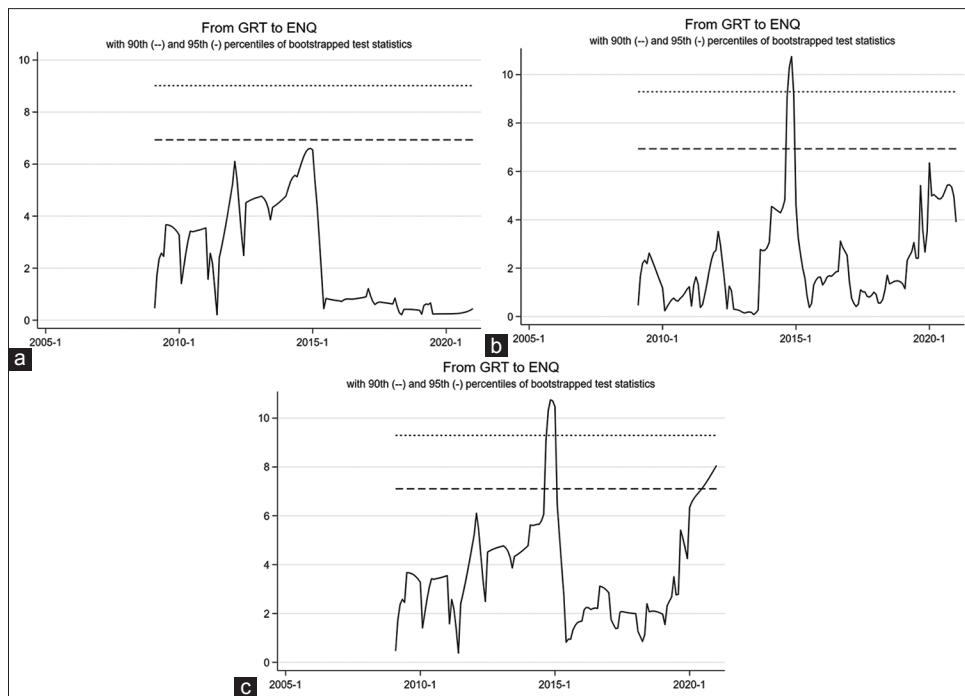 From GRT to ENQ
with 90th (--) and 95th (-) percentiles of bootstrapped test statistics
10
8
6
4
2
0
2005-1 2010-1 2015-1 2020-1
a
From GRT to ENQ
with 90th (--) and 95th (-) percentiles of bootstrapped test statistics
10
8
6
4
2
0
2005-1 2010-1 2015-1 2020-1
b
From GRT to ENQ
with 90th (--) and 95th (-) percentiles of bootstrapped test statistics
10
8
6
4
2
0
2005-1 2010-1 2015-1 2020-1
c